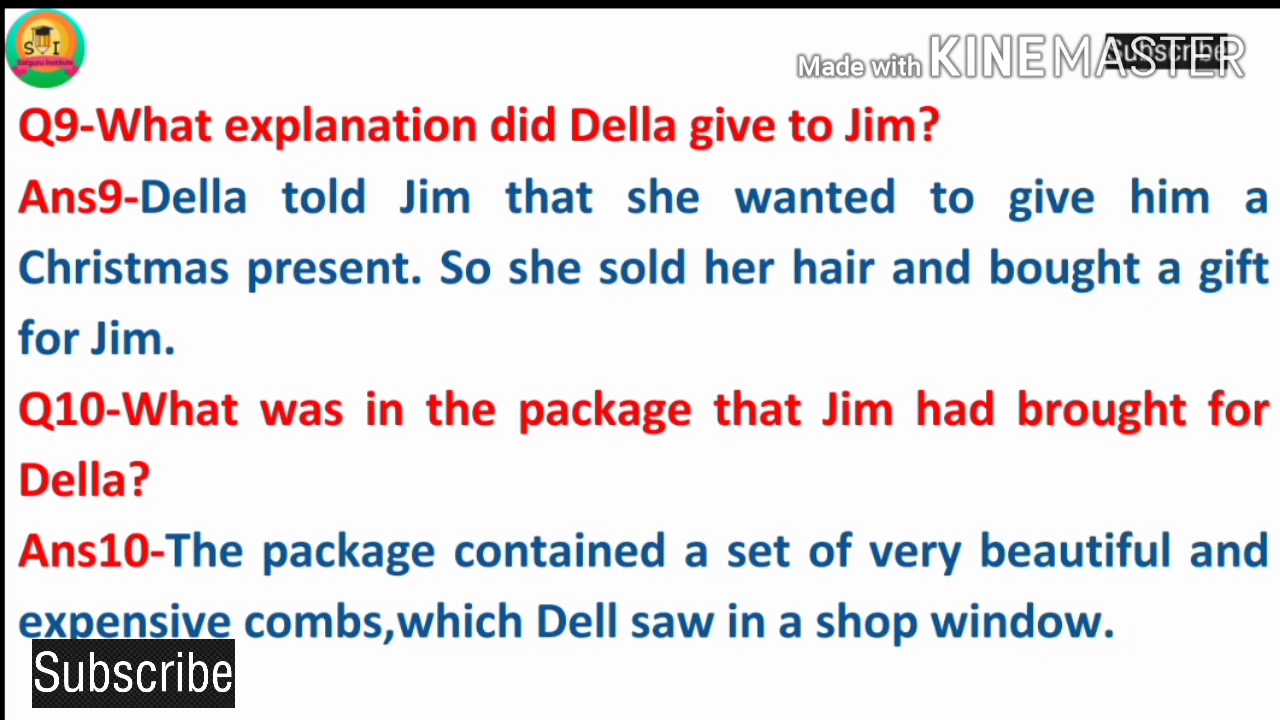 S I
Satguru Institute
Made with KINEMASTER
Subscribe
Q9-What explanation did Della give to Jim?
Ans9-Della told Jim that she wanted to give him a
Christmas present. So she sold her hair and bought a gift
for Jim.
Q10-What was in the package that Jim had brought for
Della?
Ans10-The package contained a set of very beautiful and
expensive combs,which Dell saw in a shop window.
Subscribe